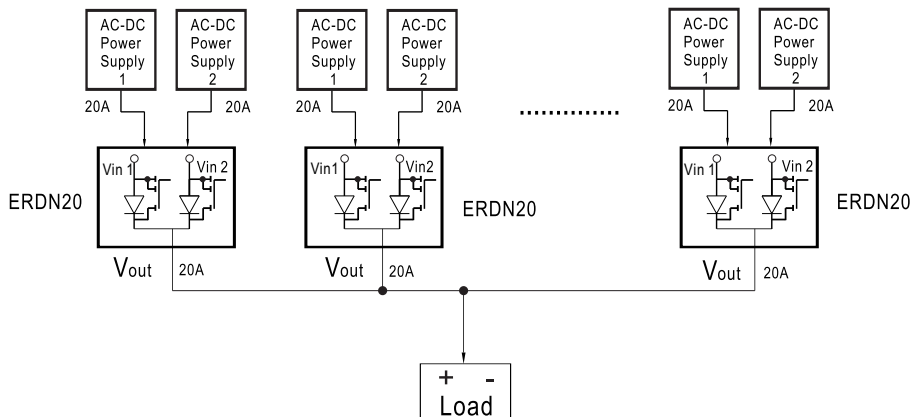 AC-DC
Power
Supply
1
AC-DC
Power
Supply
2
20A
20A
Vin 1
Vin 2
ERDN20
Vout
20A
AC-DC
Power
Supply
1
AC-DC
Power
Supply
2
20A
20A
Vin1
Vin2
ERDN20
Vout
20A
AC-DC
Power
Supply
1
AC-DC
Power
Supply
2
20A
20A
Vin 1
Vin 2
ERDN20
Vout
20A
+ -
Load